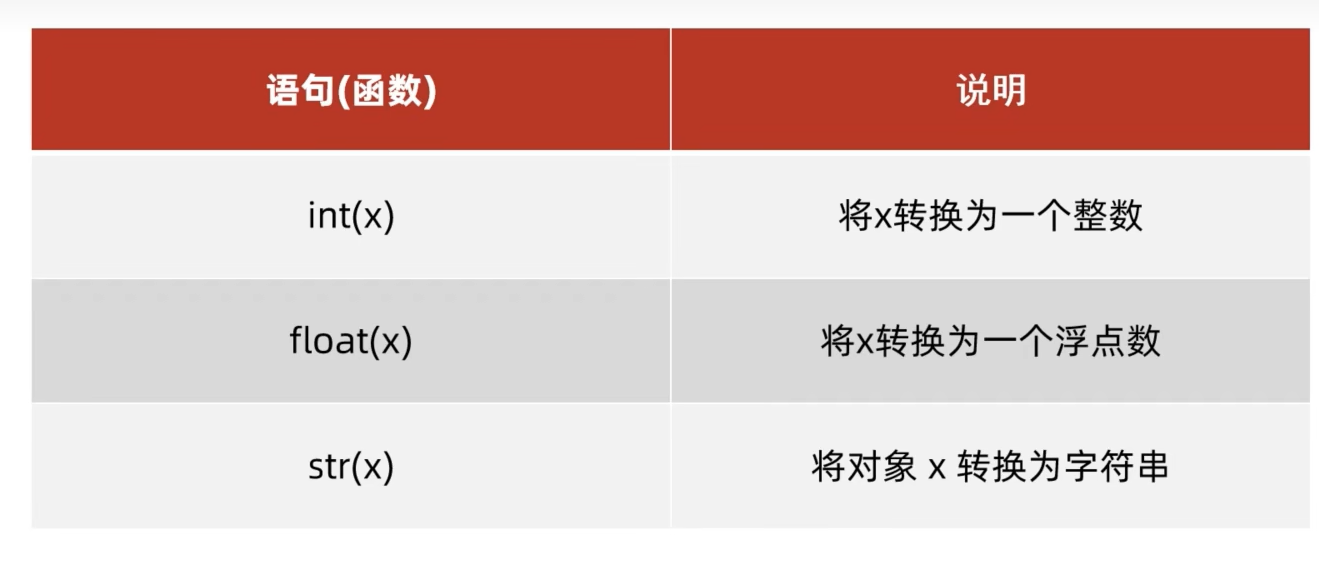 语句(函数)
说明
int(x)
将x转换为一个整数
float(x)
将x转换为一个浮点数
str(x)
将对象 x 转换为字符串